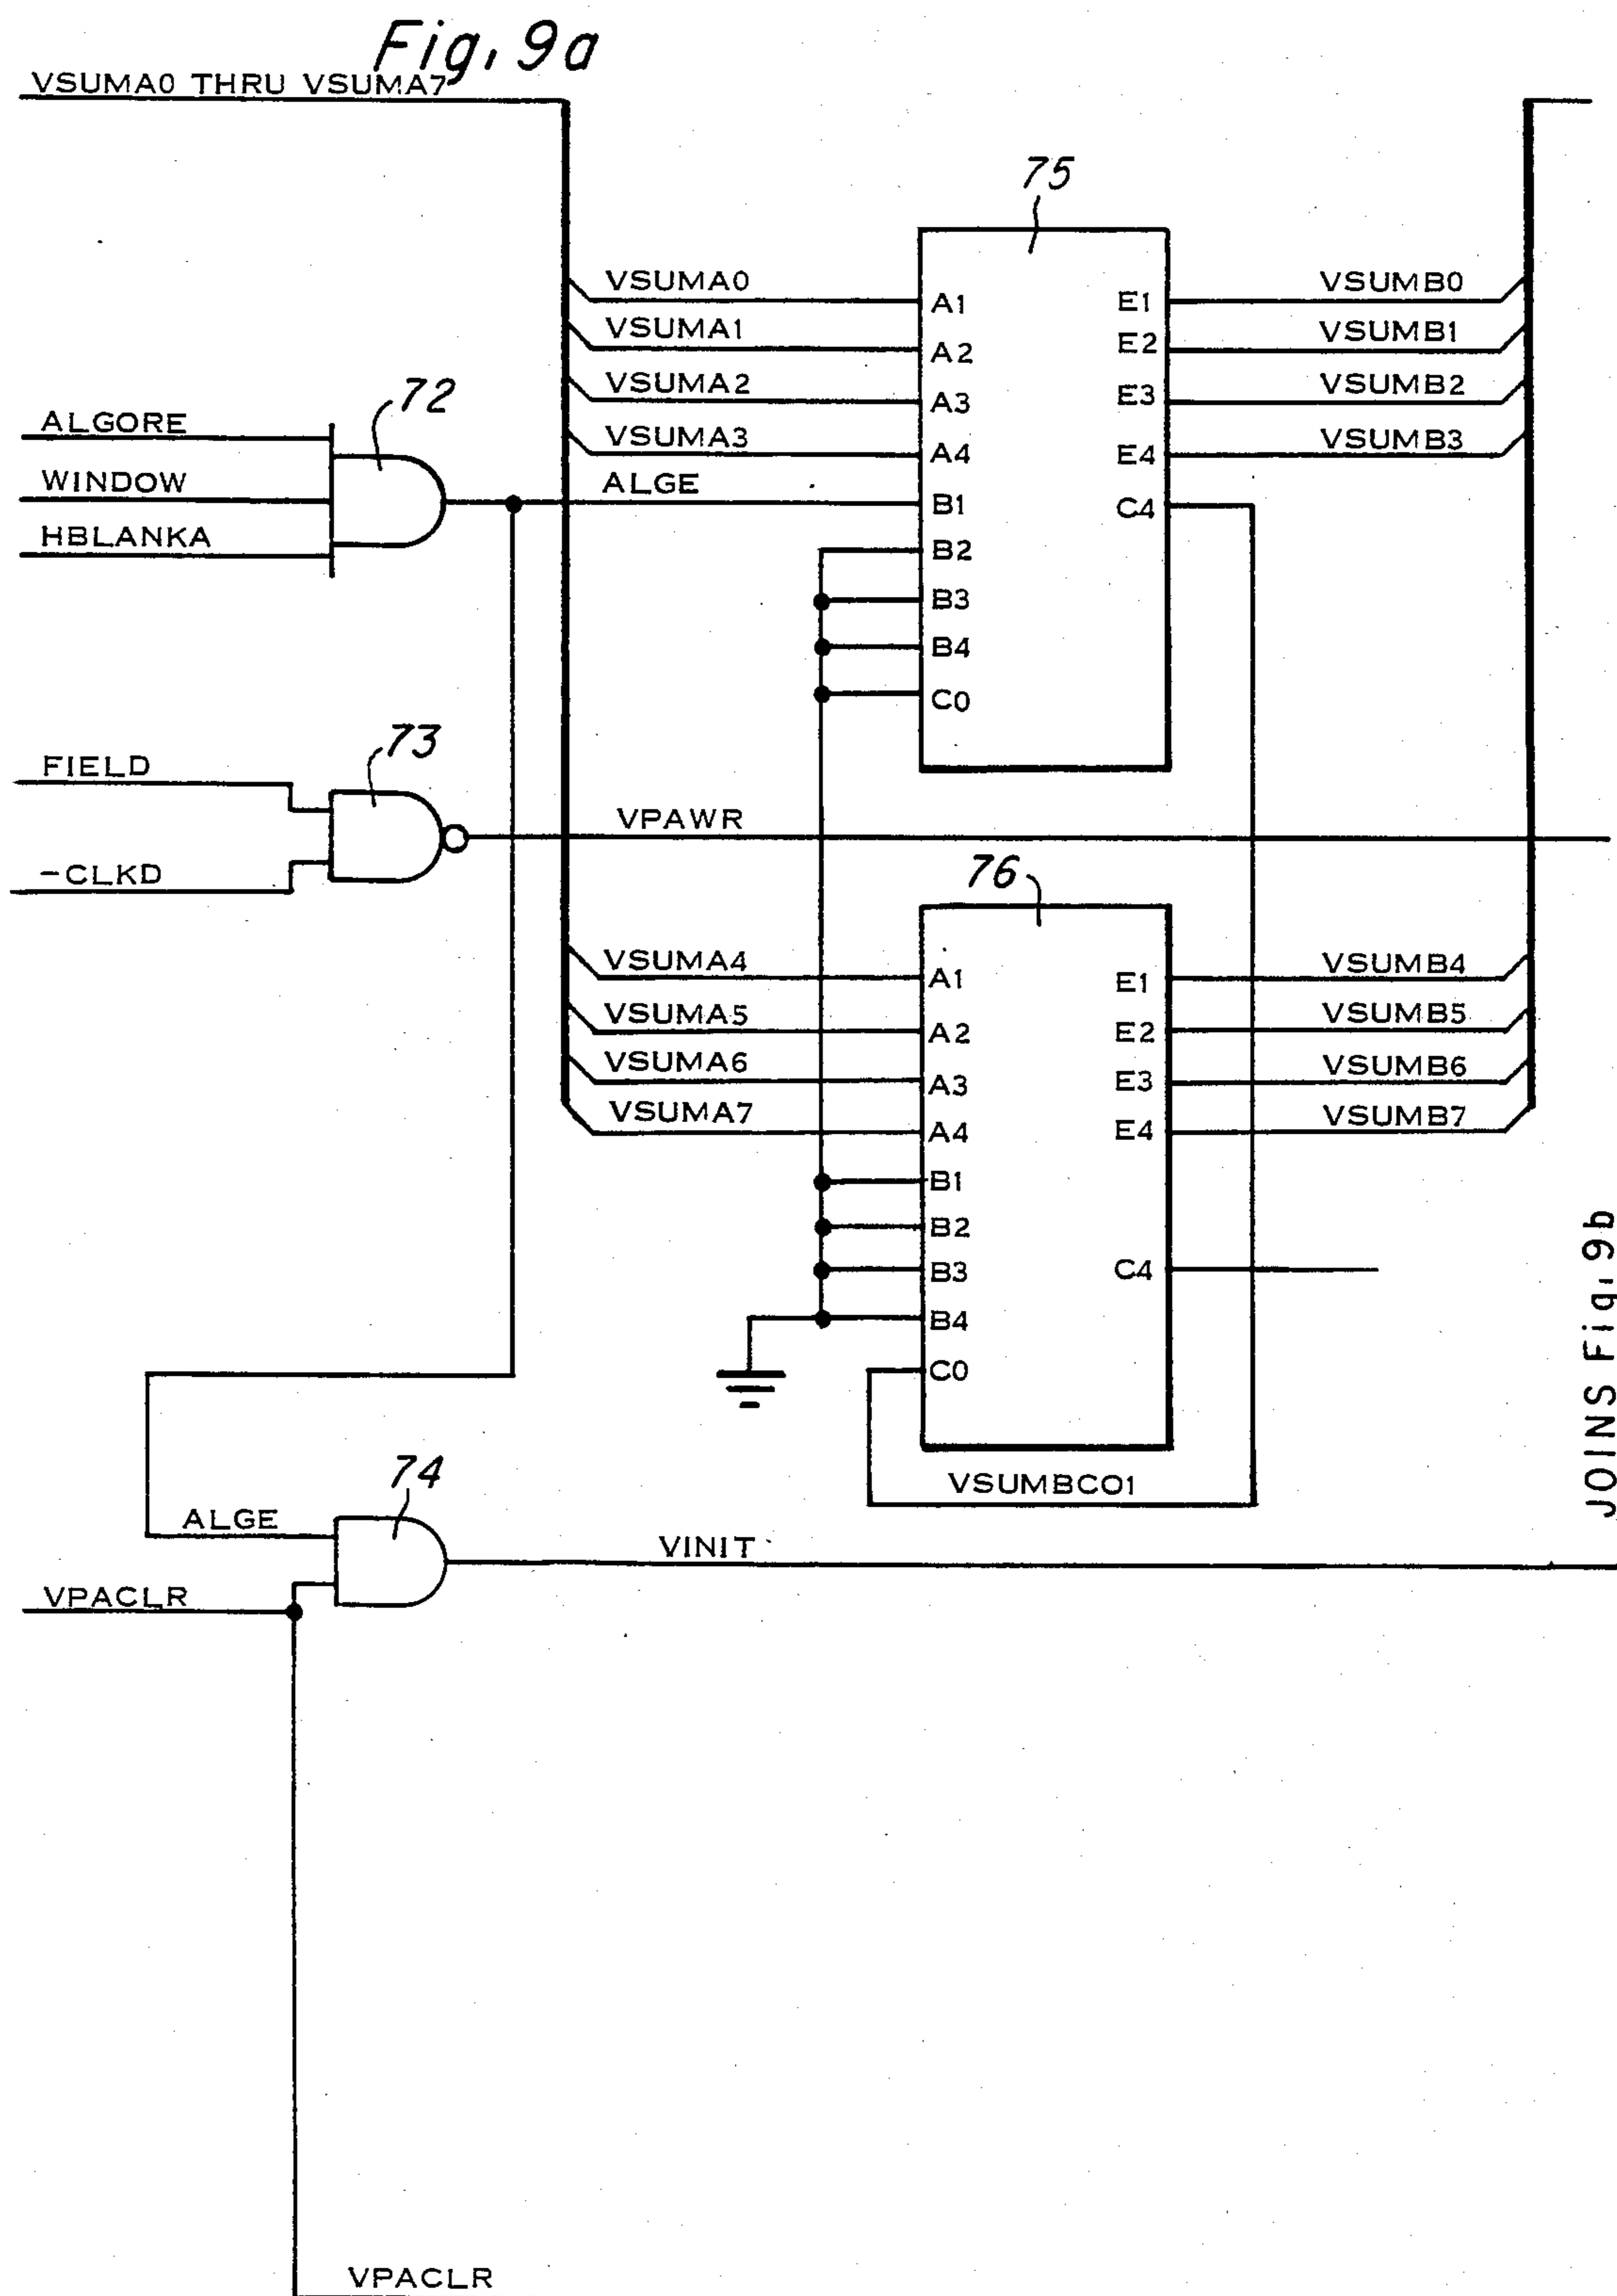 Fig. 9a
VSUMA0 THRU VSUMA7
75
VSUMA0
A1
E1
VSUMB0
VSUMA1
A2
E2
VSUMB1
VSUMA2
A3
E3
VSUMB2
VSUMA3
A4
E4
VSUMB3
72
ALGORE
WINDOW
HBLANKA
ALGE
B1
C4
B2
B3
B4
C0
73
FIELD
-CLKD
VPAWR
76
VSUMA4
A1
E1
VSUMB4
VSUMA5
A2
E2
VSUMB5
VSUMA6
A3
E3
VSUMB6
VSUMA7
A4
E4
VSUMB7
B1
B2
B3
C4
B4
C0
VSUMBCO1
JOINS Fig. 9b
74
ALGE
VINIT
VPACLR
VPACLR